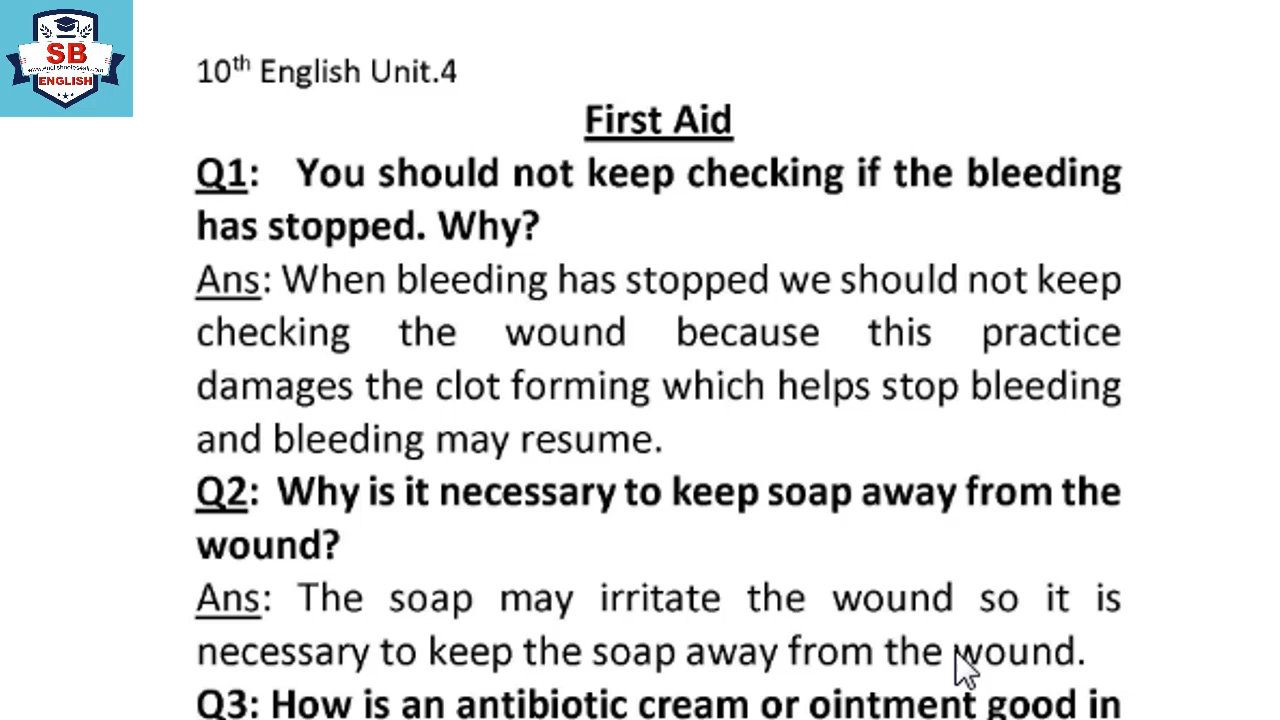 SB
ENGLISH
10th English Unit.4
First Aid
Q1: You should not keep checking if the bleeding
has stopped. Why?
Ans: When bleeding has stopped we should not keep
checking the wound because this practice
damages the clot forming which helps stop bleeding
and bleeding may resume.
Q2: Why is it necessary to keep soap away from the
wound?
Ans: The soap may irritate the wound so it is
necessary to keep the soap away from the wound.
Q3: How is an antibiotic cream or ointment good in